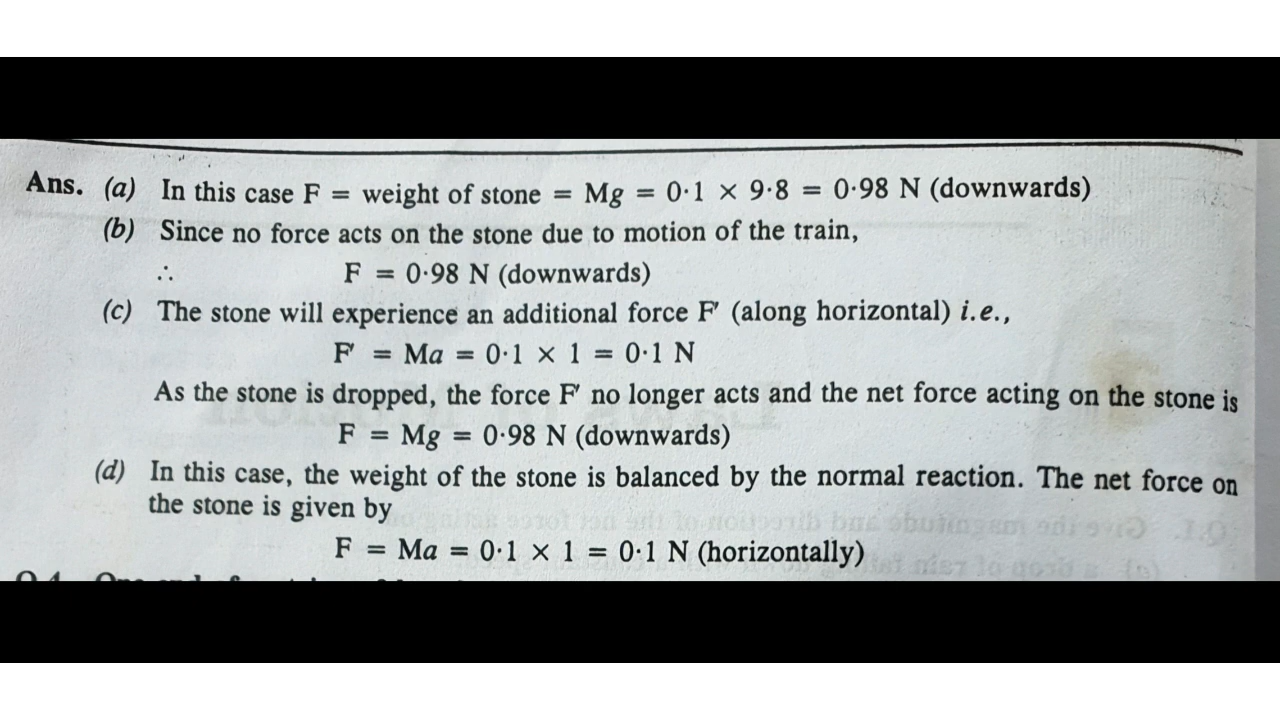 Ans. (a) In this case F = weight of stone = Mg = 0·1 × 9·8 = 0·98 N (downwards)
(b) Since no force acts on the stone due to motion of the train,
∴ F = 0·98 N (downwards)
(c) The stone will experience an additional force F′ (along horizontal) i.e.,
F′ = Ma = 0·1 × 1 = 0·1 N
As the stone is dropped, the force F′ no longer acts and the net force acting on the stone is
F = Mg = 0·98 N (downwards)
(d) In this case, the weight of the stone is balanced by the normal reaction. The net force on
the stone is given by
F = Ma = 0·1 × 1 = 0·1 N (horizontally)